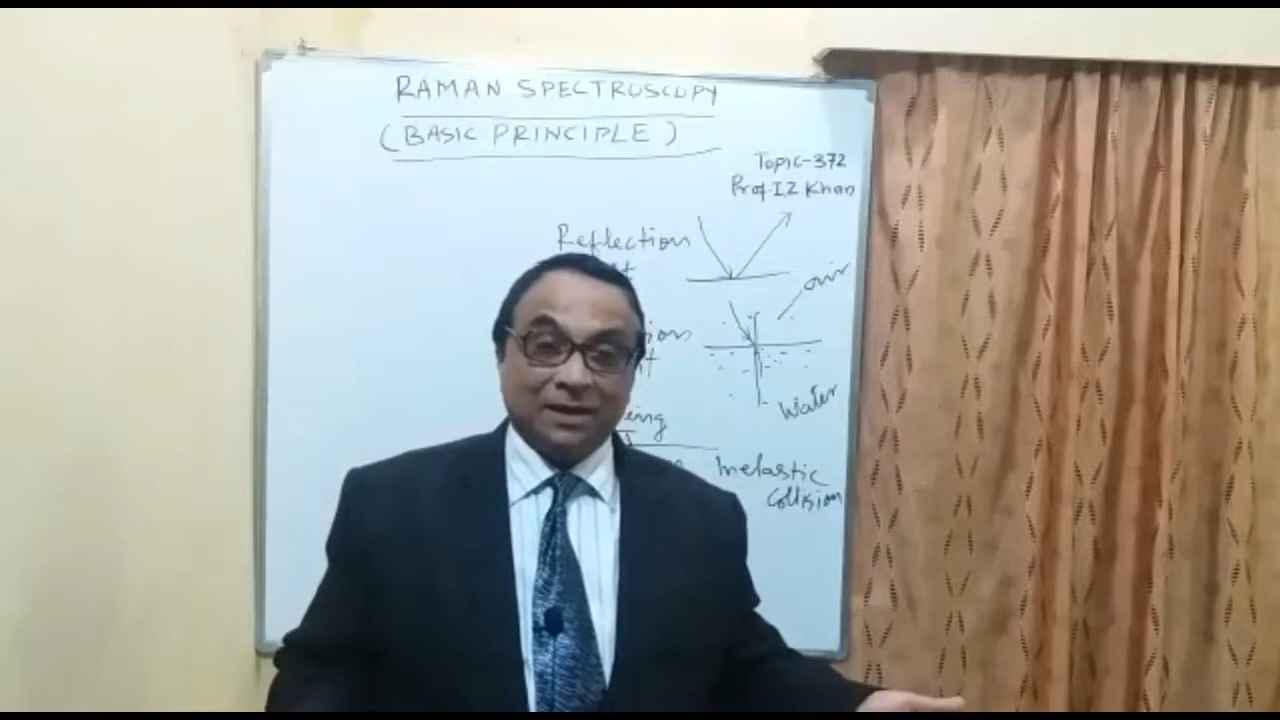 RAMAN SPECTROSCOPY
(BASIC PRINCIPLE)
Topic-372
Prof. I.Z Khan
Reflection
air
Water
Inelastic
Collision